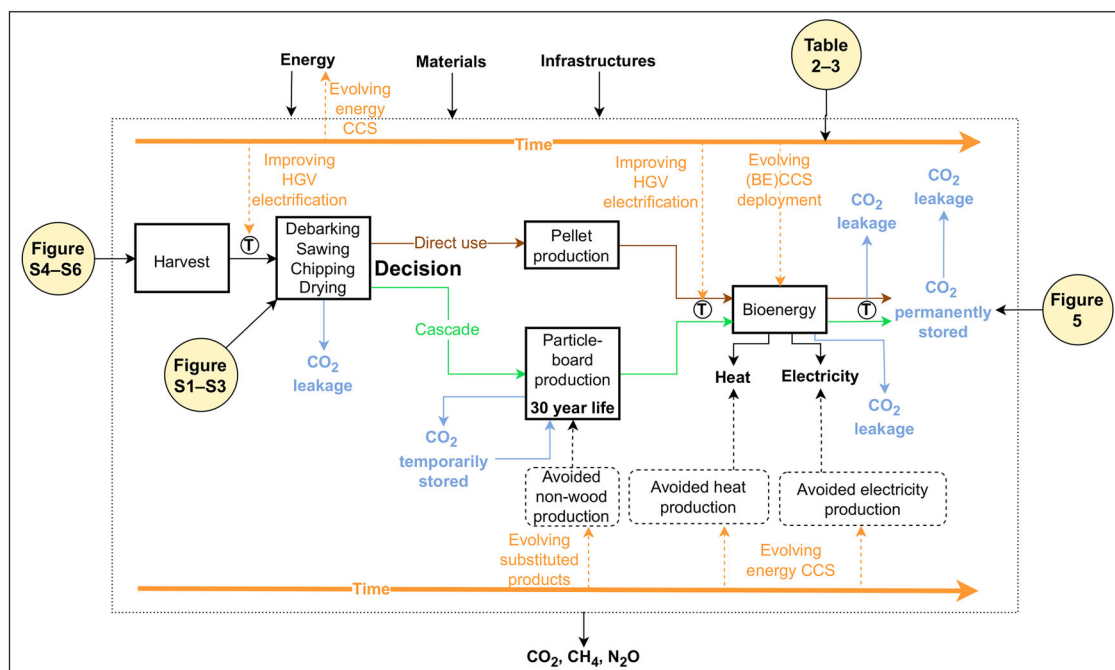 Energy
Materials
Infrastructures
Table
2–3
Evolving
energy
CCS
Time
Improving
HGV
electrification
Improving
HGV
electrification
Evolving
(BE)CCS
deployment
CO₂
leakage
CO₂
leakage
Figure
S4–S6
Harvest
T
Debarking
Sawing
Chipping
Drying
Direct use
Decision
Pellet
production
T
Bioenergy
T
CO₂
permanently
stored
Figure
5
Cascade
Particle-
board
production
30 year life
Figure
S1–S3
CO₂
leakage
Heat
Electricity
CO₂
leakage
CO₂
temporarily
stored
Avoided
non-wood
production
Avoided heat
production
Avoided electricity
production
Evolving
substituted
products
Evolving
energy CCS
Time
CO₂, CH₄, N₂O